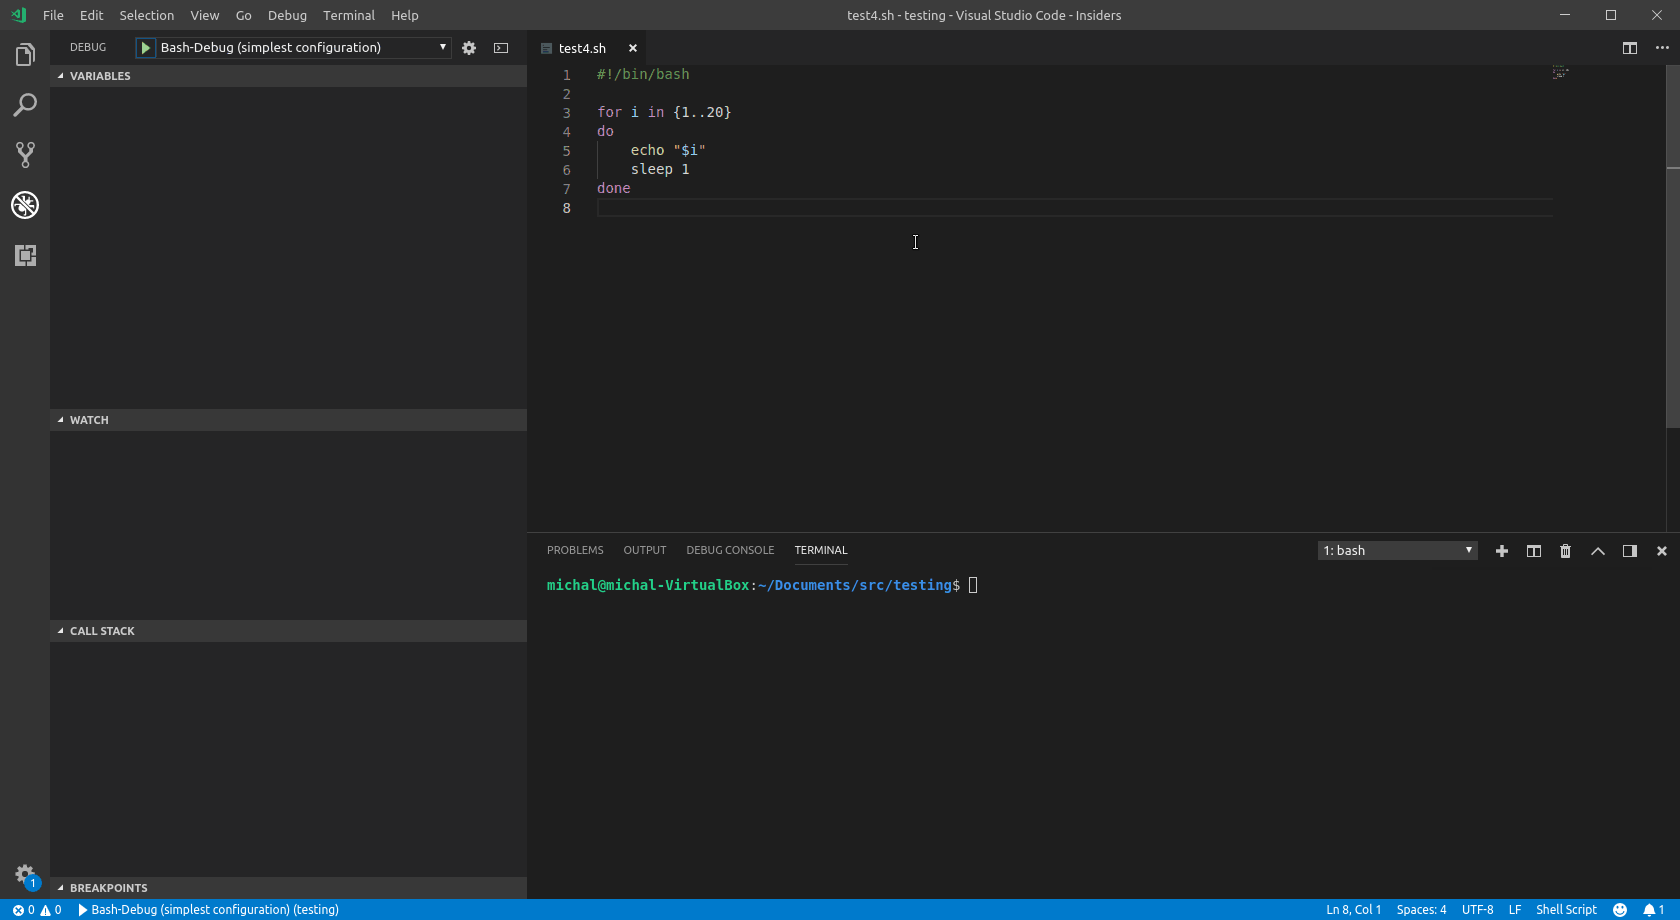 File Edit Selection View Go Debug Terminal Help
test4.sh - testing - Visual Studio Code - Insiders
DEBUG
Bash-Debug (simplest configuration)
VARIABLES
WATCH
CALL STACK
BREAKPOINTS
1
test4.sh
1 #!/bin/bash
2
3 for i in {1..20}
4 do
5 echo "$i"
6 sleep 1
7 done
8
PROBLEMS OUTPUT DEBUG CONSOLE TERMINAL
1: bash
michal@michal-VirtualBox:~/Documents/src/testing$
0 0 Bash-Debug (simplest configuration) (testing)
Ln 8, Col 1 Spaces: 4 UTF-8 LF Shell Script 1